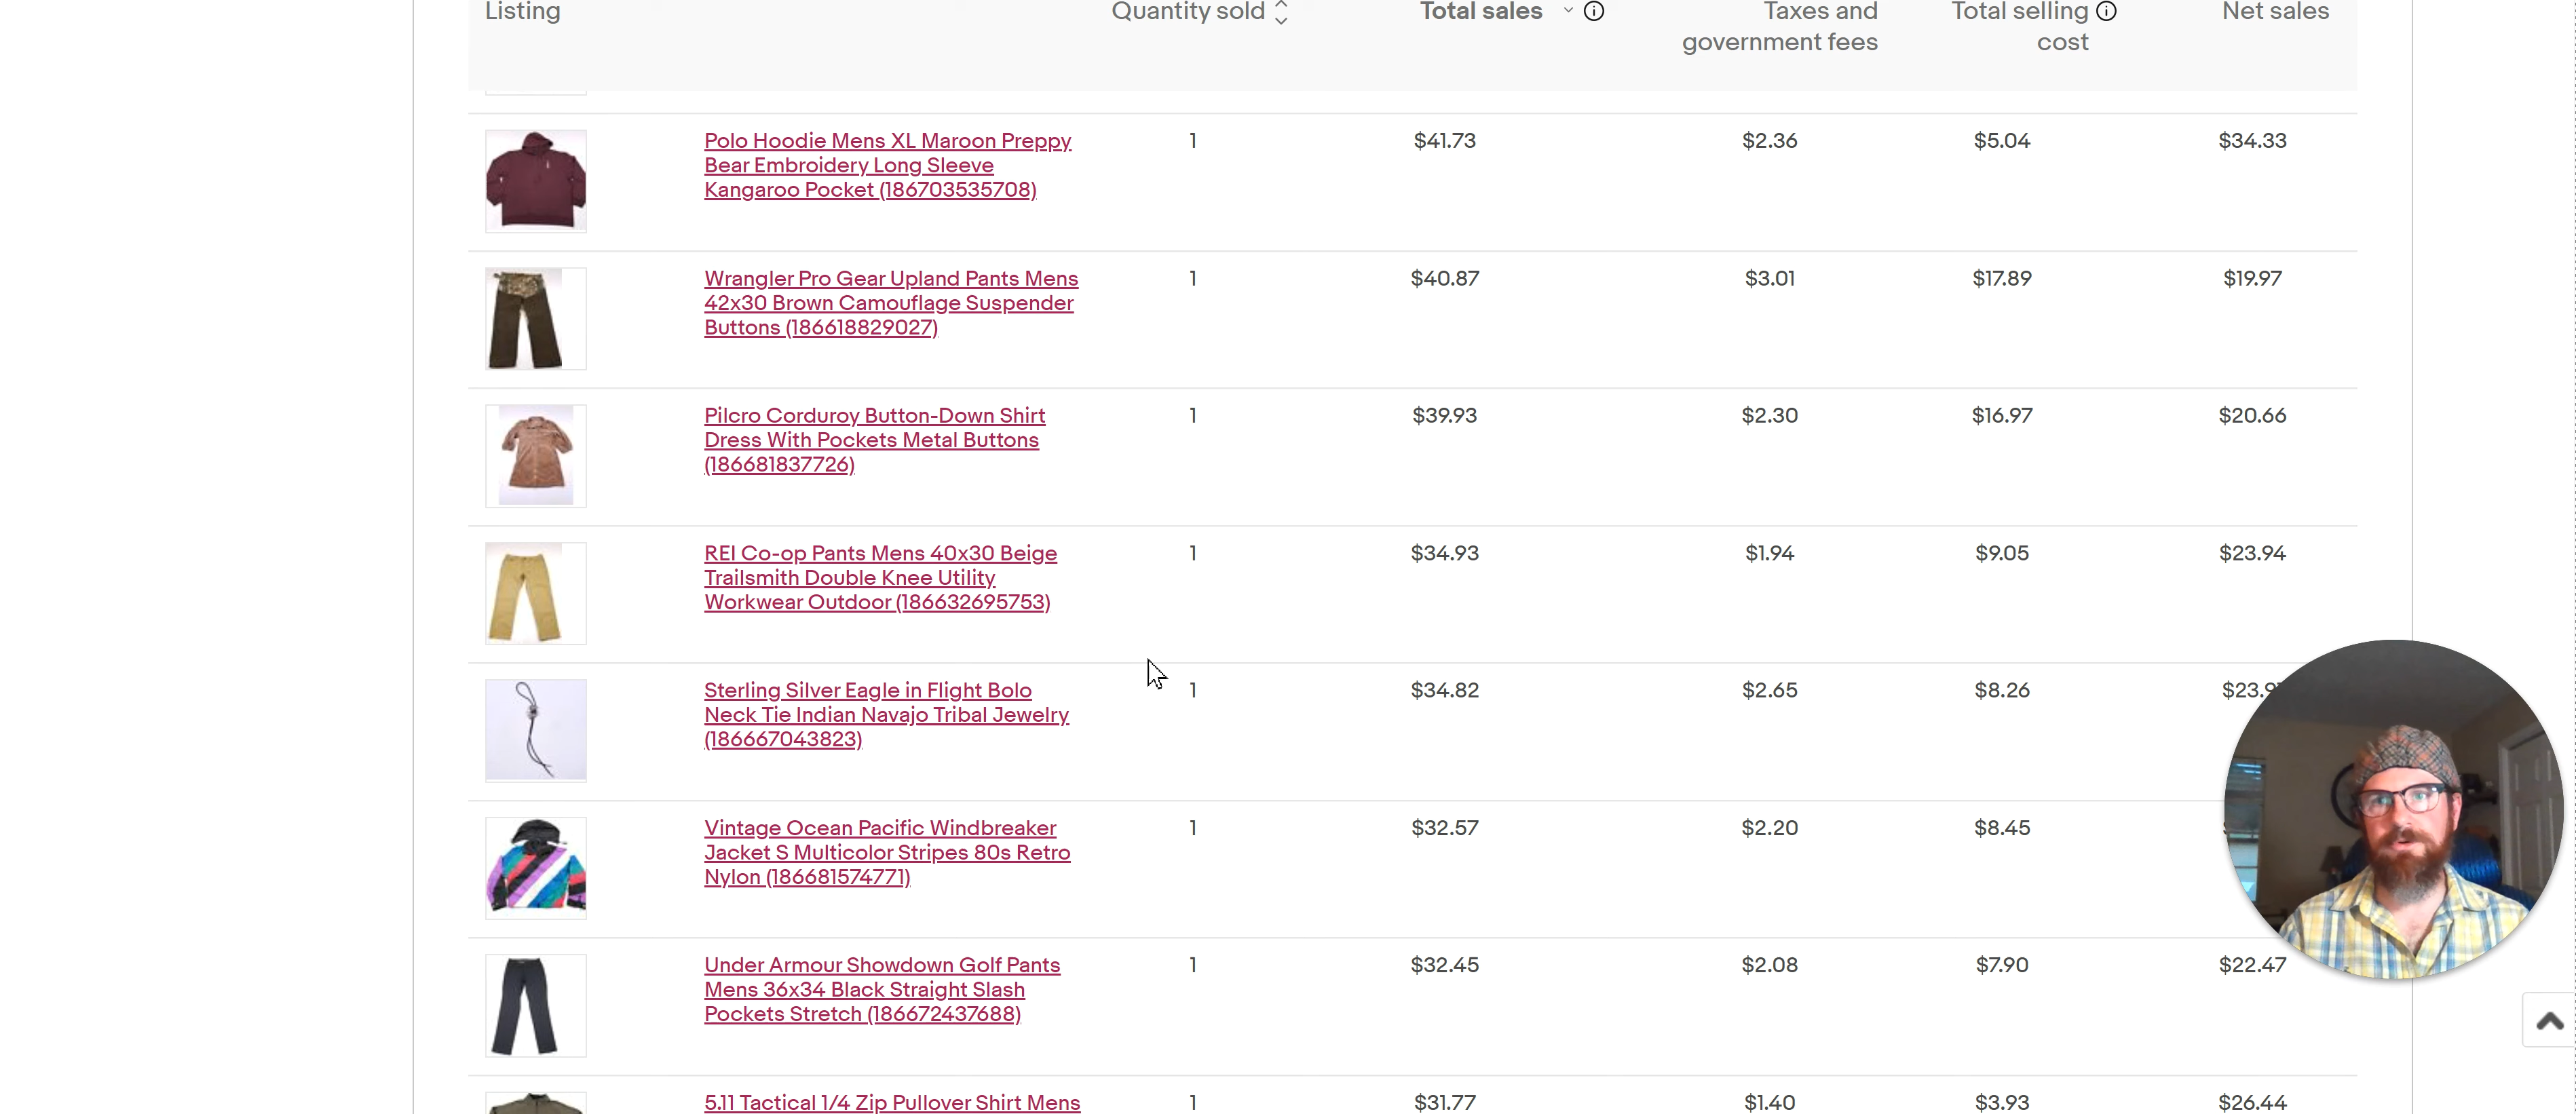 Listing Quantity sold Total sales Taxes and Total selling Net sales
government fees cost
Polo Hoodie Mens XL Maroon Preppy 1 $41.73 $2.36 $5.04 $34.33
Bear Embroidery Long Sleeve
Kangaroo Pocket (186703535708)
Wrangler Pro Gear Upland Pants Mens 1 $40.87 $3.01 $17.89 $19.97
42x30 Brown Camouflage Suspender
Buttons (186618829027)
Pilcro Corduroy Button-Down Shirt 1 $39.93 $2.30 $16.97 $20.66
Dress With Pockets Metal Buttons
(186681837726)
REI Co-op Pants Mens 40x30 Beige 1 $34.93 $1.94 $9.05 $23.94
Trailsmith Double Knee Utility
Workwear Outdoor (186632695753)
Sterling Silver Eagle in Flight Bolo 1 $34.82 $2.65 $8.26
Neck Tie Indian Navajo Tribal Jewelry
(186667043823)
Vintage Ocean Pacific Windbreaker 1 $32.57 $2.20 $8.45
Jacket S Multicolor Stripes 80s Retro
Nylon (186681574771)
Under Armour Showdown Golf Pants 1 $32.45 $2.08 $7.90 $22.47
Mens 36x34 Black Straight Slash
Pockets Stretch (186672437688)
5.11 Tactical 1/4 Zip Pullover Shirt Mens 1 $31.77 $1.40 $3.93 $26.44